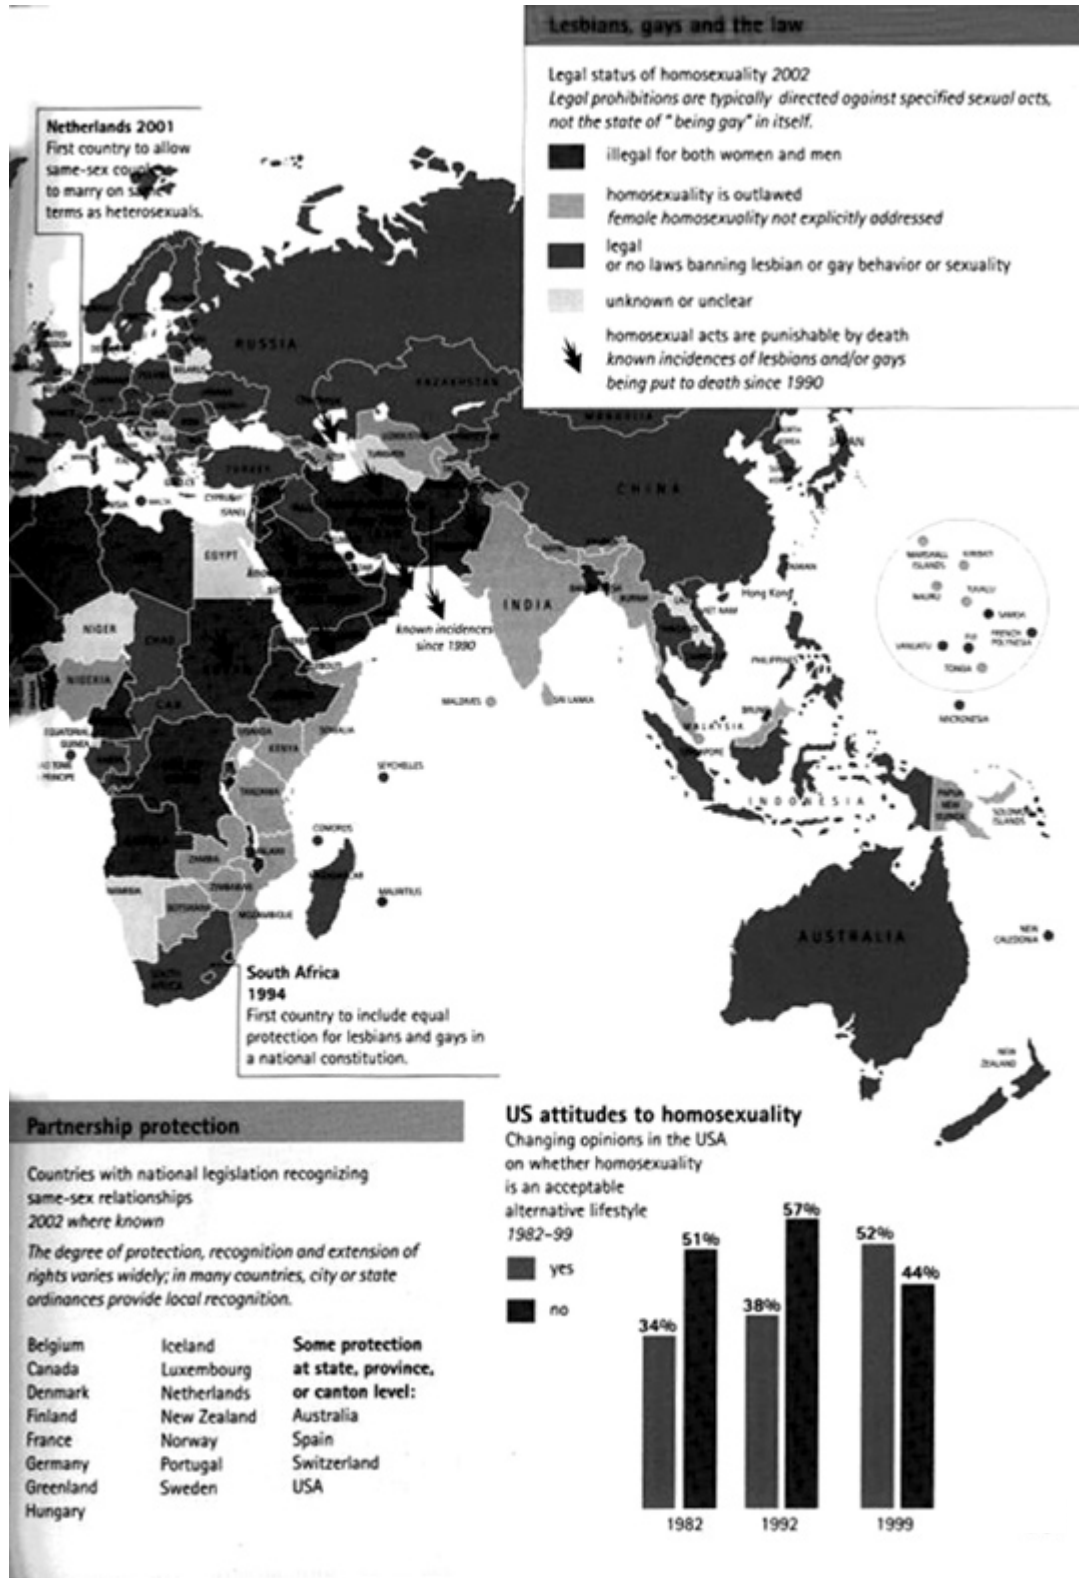 Lesbians, gays and the law
Legal status of homosexuality 2002
Legal prohibitions are typically directed against specified sexual acts,
not the state of "being gay" in itself.
illegal for both women and men
homosexuality is outlawed
female homosexuality not explicitly addressed
legal
or no laws banning lesbian or gay behavior or sexuality
unknown or unclear
homosexual acts are punishable by death
known incidences of lesbians and/or gays
being put to death since 1990
Netherlands 2001
First country to allow
same-sex couples
to marry on same
terms as heterosexuals.
RUSSIA
KAZAKHSTAN
MONGOLIA
BELARUS
TURKEY
CHINA
JAPAN
CYPRUS
ISRAEL
MALTA
EGYPT
INDIA
Hong Kong
known incidences
since 1990
NIGER
CHAD
NIGERIA
CAR
SOMALIA
KENYA
UGANDA
TANZANIA
EQUATORIAL
GUINEA
MALDIVES
SRI LANKA
SEYCHELLES
COMOROS
MAURITIUS
PHILIPPINES
BRUNEI
MALAYSIA
INDONESIA
PAPUA
NEW
GUINEA
SOLOMON
ISLANDS
MARSHALL
ISLANDS
KIRIBATI
NAURU
TUVALU
SAMOA
VANUATU
FIJI
FRENCH
POLYNESIA
TONGA
MICRONESIA
ZAMBIA
ZIMBABWE
NAMIBIA
BOTSWANA
MOZAMBIQUE
SOUTH
AFRICA
AUSTRALIA
NEW
CALEDONIA
NEW
ZEALAND
South Africa
1994
First country to include equal
protection for lesbians and gays in
a national constitution.
Partnership protection
Countries with national legislation recognizing
same-sex relationships
2002 where known
The degree of protection, recognition and extension of
rights varies widely; in many countries, city or state
ordinances provide local recognition.
Belgium
Canada
Denmark
Finland
France
Germany
Greenland
Hungary
Iceland
Luxembourg
Netherlands
New Zealand
Norway
Portugal
Sweden
Some protection
at state, province,
or canton level:
Australia
Spain
Switzerland
USA
US attitudes to homosexuality
Changing opinions in the USA
on whether homosexuality
is an acceptable
alternative lifestyle
1982–99
yes
no
34%
51%
38%
57%
52%
44%
1982
1992
1999